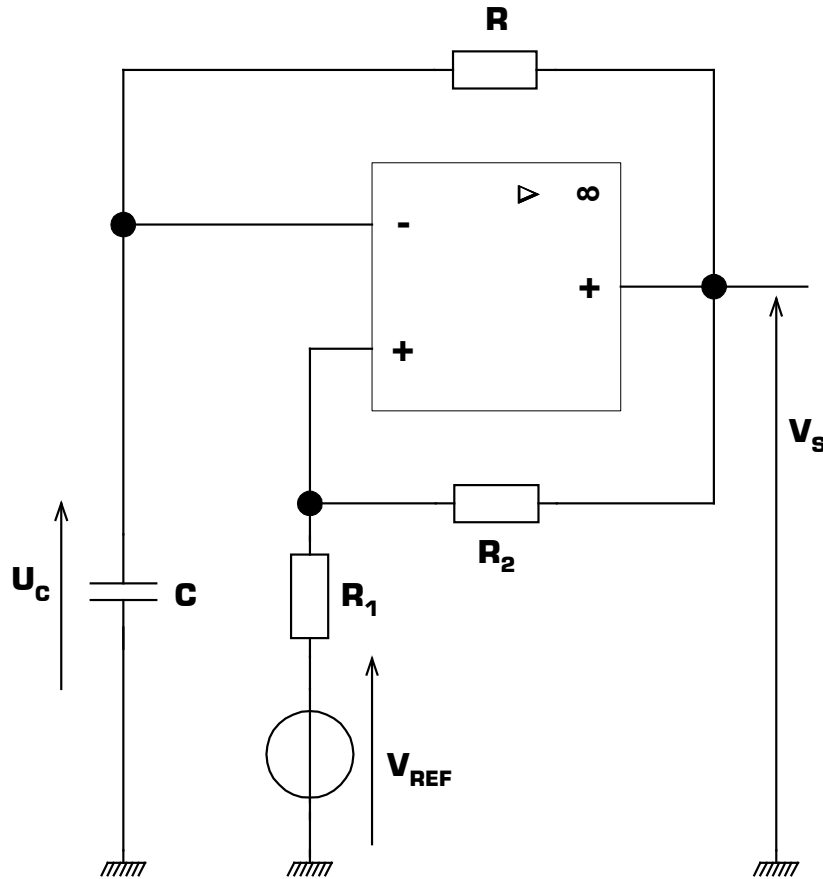 R
▷ ∞
-
+
+
V_S
R_2
U_C
C
R_1
V_REF